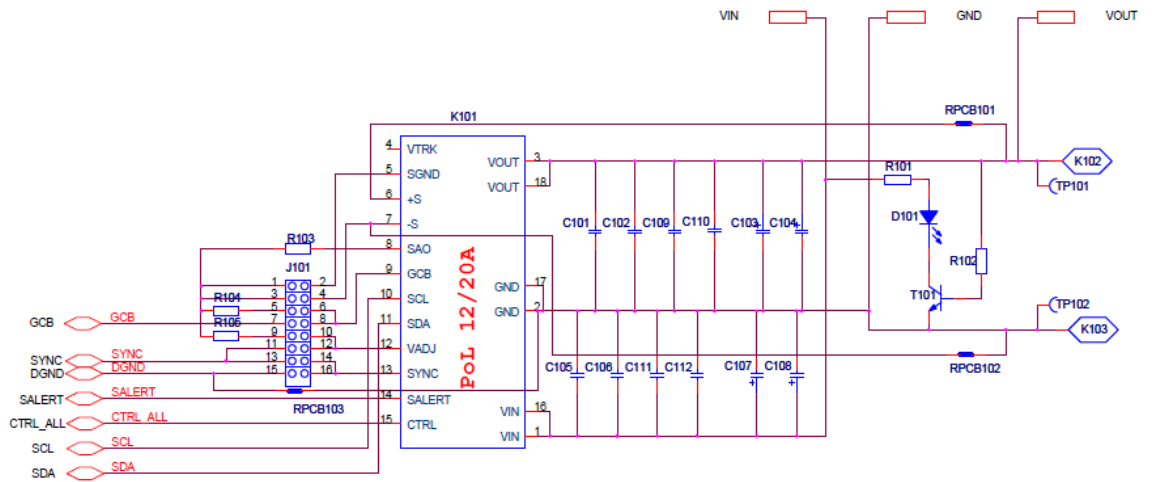 VIN GND VOUT
K101 RPCB101
4 VTRK
5 SGND VOUT 3 K102
VOUT 18 R101 TP101
6 +S
7 -S C101 C102 C109 C110 C103 C104 D101
R103 8 SAO R102
J101 9 GCB
1 2 GND 17
3 4 10 SCL T101 TP102
R104 5 6 GND 2
GCB GCB 7 8 11 SDA K103
R105 9 10
SYNC SYNC 11 12 12 VADJ
DGND DGND 13 14 C105 C106 C111 C112 C107 C108 RPCB102
15 16 13 SYNC
PoL 12/20A
SALERT SALERT RPCB103 14 SALERT VIN 16
CTRL_ALL CTRL_ALL 15 CTRL VIN 1
SCL SCL
SDA SDA